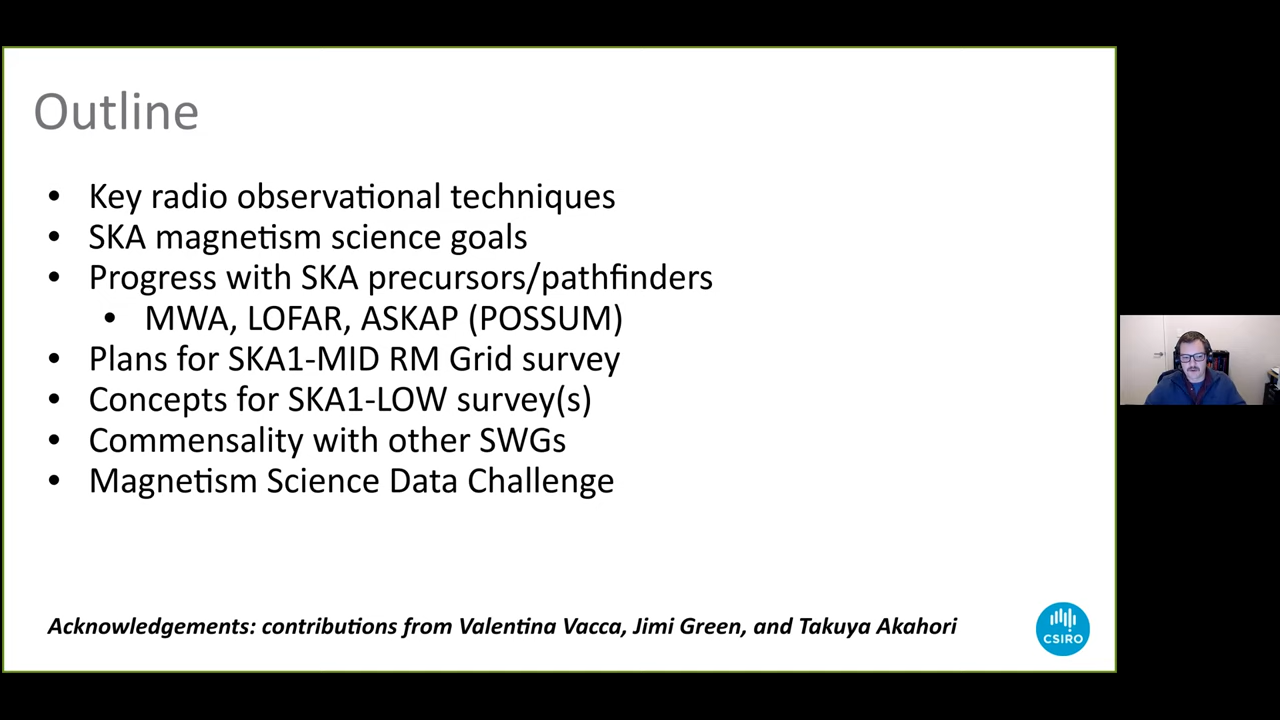 Outline
• Key radio observational techniques
• SKA magnetism science goals
• Progress with SKA precursors/pathfinders
• MWA, LOFAR, ASKAP (POSSUM)
• Plans for SKA1-MID RM Grid survey
• Concepts for SKA1-LOW survey(s)
• Commensality with other SWGs
• Magnetism Science Data Challenge
Acknowledgements: contributions from Valentina Vacca, Jimi Green, and Takuya Akahori
CSIRO